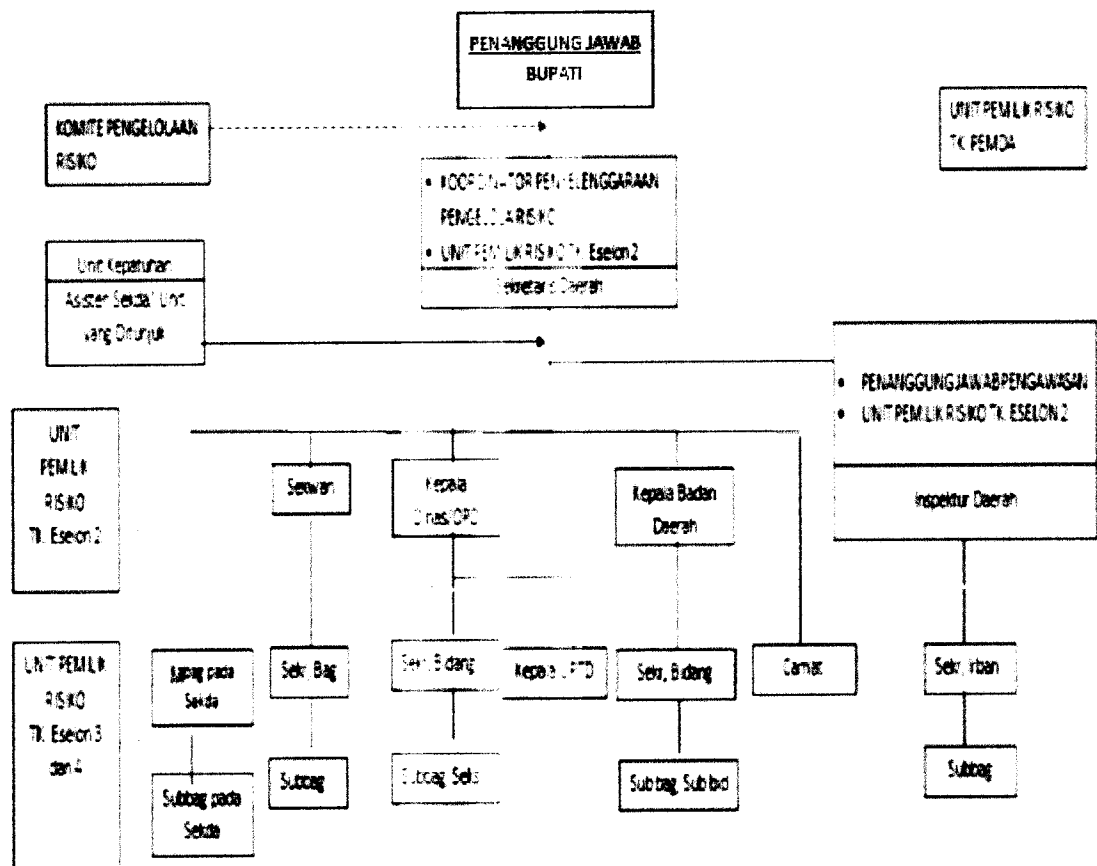 PENANGGUNG JAWAB
BUPATI
KOMITE PENGELOLAAN
RISIKO
UNIT PEMILIK RISIKO
TK. PEMDA
• KOORDINATOR PENYELENGGARAAN
PENGELOLA RISIKO
• UNIT PEMILIK RISIKO TK. Eselon 2
Sekretaris Daerah
Unit Kepatuhan
Asisten Sekda/ Unit
yang Ditunjuk
• PENANGGUNG JAWAB PENGAWASAN
• UNIT PEMILIK RISIKO TK. ESELON 2
Inspektur Daerah
UNIT
PEMILIK
RISIKO
TK. Eselon 2
Sekwan
Kepala
Dinas/OPD
Kepala Badan
Daerah
UNIT PEMILIK
RISIKO
TK. Eselon 3
dan 4
Kabag pada
Sekda
Sekr, Bag
Sekr, Bidang
Kepala UPTD
Sekr, Bidang
Camat
Sekr, Irban
Subbag pada
Sekda
Subbag
Subbag, Seksi
Subbag, Subbid
Subbag